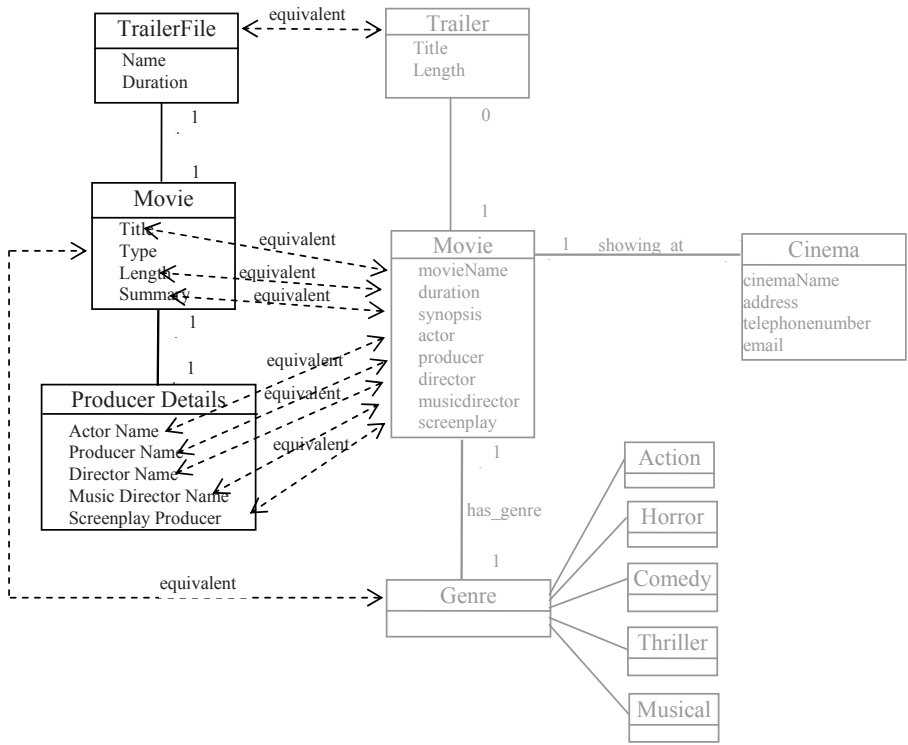 equivalent
TrailerFile
Name
Duration
Trailer
Title
Length
1
0
1
1
Movie
Title
Type
Length
Summary
equivalent
equivalent
equivalent
Movie
movieName
duration
synopsis
actor
producer
director
musicdirector
screenplay
1 showing_at
Cinema
cinemaName
address
telephonenumber
email
1
1
Producer Details
Actor Name
Producer Name
Director Name
Music Director Name
Screenplay Producer
equivalent
equivalent
equivalent
1
has_genre
1
equivalent
Genre
Action
Horror
Comedy
Thriller
Musical